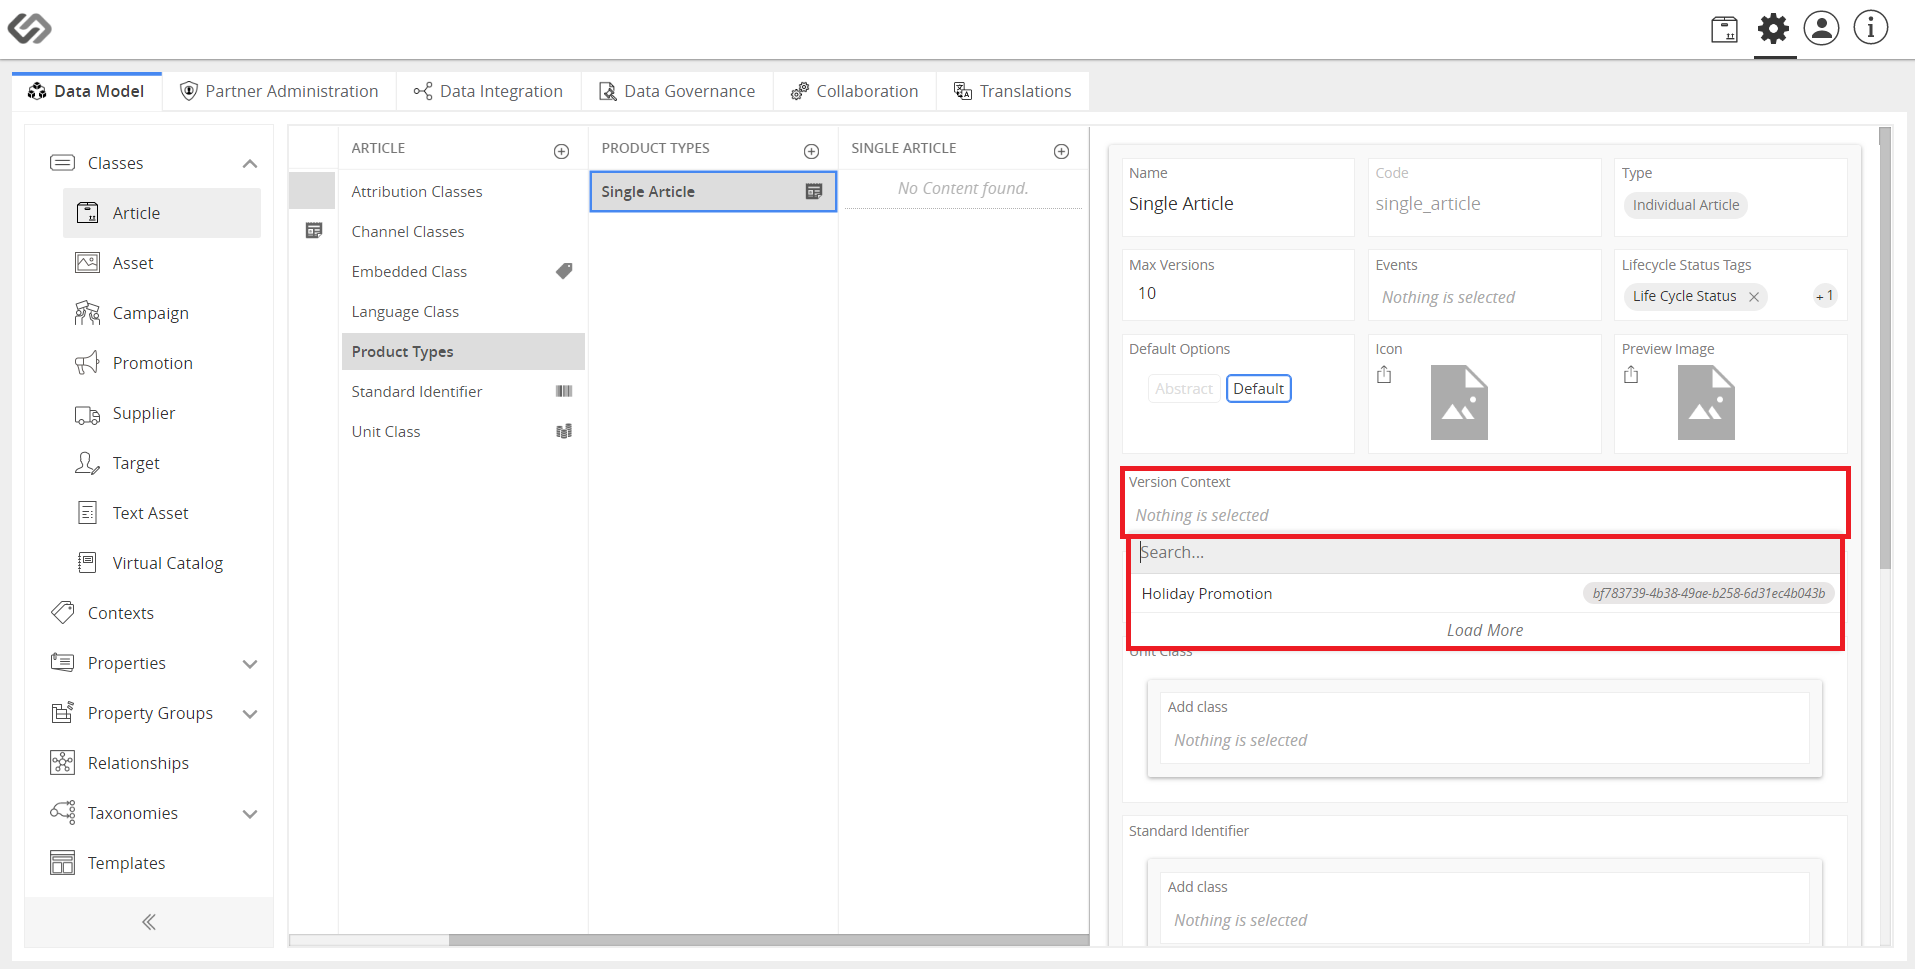 Data Model
Partner Administration
Data Integration
Data Governance
Collaboration
Translations
Classes
Article
Asset
Campaign
Promotion
Supplier
Target
Text Asset
Virtual Catalog
Contexts
Properties
Property Groups
Relationships
Taxonomies
Templates
ARTICLE
Attribution Classes
Channel Classes
Embedded Class
Language Class
Product Types
Standard Identifier
Unit Class
PRODUCT TYPES
Single Article
SINGLE ARTICLE
No Content found.
Name
Single Article
Code
single_article
Type
Individual Article
Max Versions
10
Events
Nothing is selected
Lifecycle Status Tags
Life Cycle Status
+1
Default Options
Abstract Default
Icon
Preview Image
Version Context
Nothing is selected
Search...
Holiday Promotion bf783739-4b38-49ae-b258-6d31ec4b043b
Load More
Unit Class
Add class
Nothing is selected
Standard Identifier
Add class
Nothing is selected